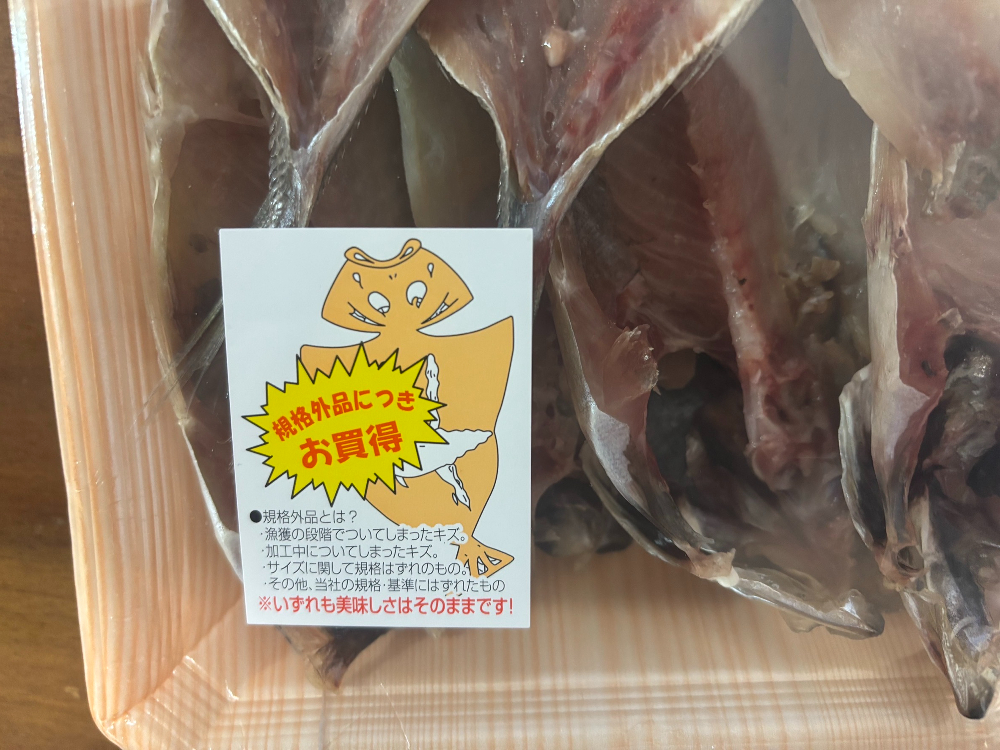 規格外品につき
お買得
●規格外品とは？
・漁獲の段階でついてしまったキズ。
・加工中についてしまったキズ。
・サイズに関して規格はずれのもの。
・その他、当社の規格・基準にはずれたもの
※いずれも美味しさはそのままです!